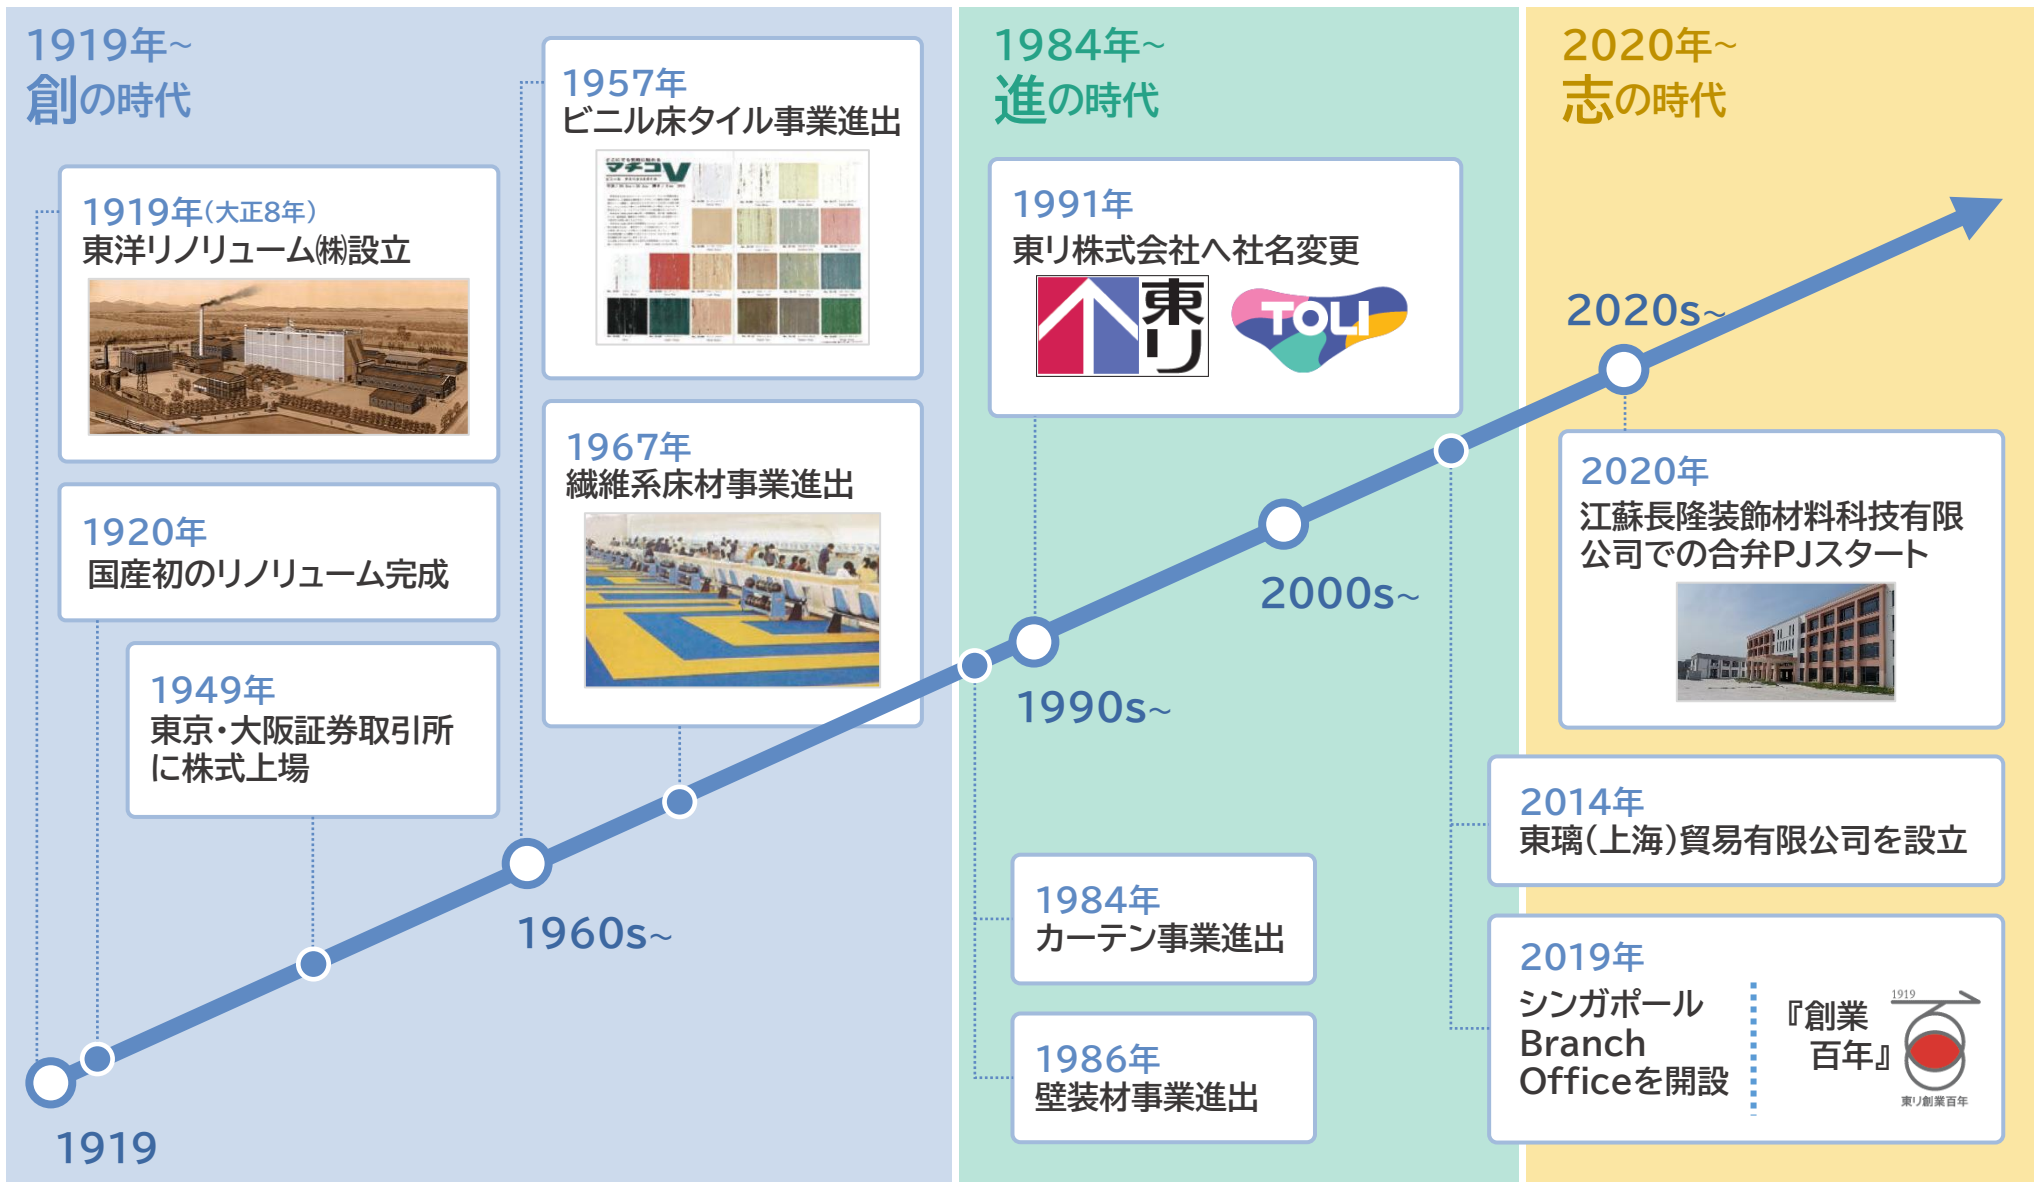 1919年~
創の時代
1919年(大正8年)
東洋リノリューム㈱設立
1920年
国産初のリノリューム完成
1949年
東京・大阪証券取引所
に株式上場
1957年
ビニル床タイル事業進出
マチコV
1967年
繊維系床材事業進出
1919
1960s~
1984年~
進の時代
1991年
東リ株式会社へ社名変更
東リ
TOLI
1990s~
2000s~
1984年
カーテン事業進出
1986年
壁装材事業進出
2020年~
志の時代
2020s~
2020年
江蘇長隆装飾材料科技有限
公司での合弁PJスタート
2014年
東璃(上海)貿易有限公司を設立
2019年
シンガポール
Branch
Officeを開設
『創業
百年』
1919
東リ創業百年